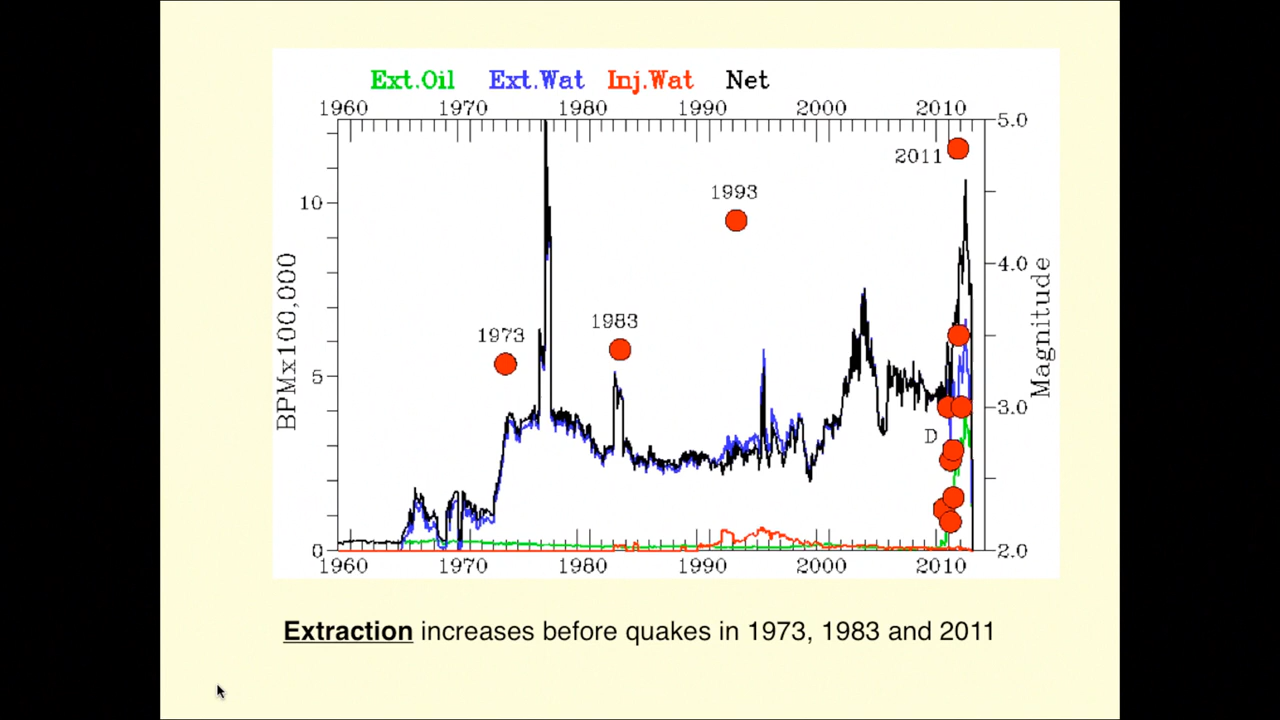 Ext.Oil Ext.Wat Inj.Wat Net
1960 1970 1980 1990 2000 2010
5.0
2011
1993
10
4.0
1983
1973
BPMx100,000
Magnitude
5
3.0
D
0
2.0
1960 1970 1980 1990 2000 2010
Extraction increases before quakes in 1973, 1983 and 2011